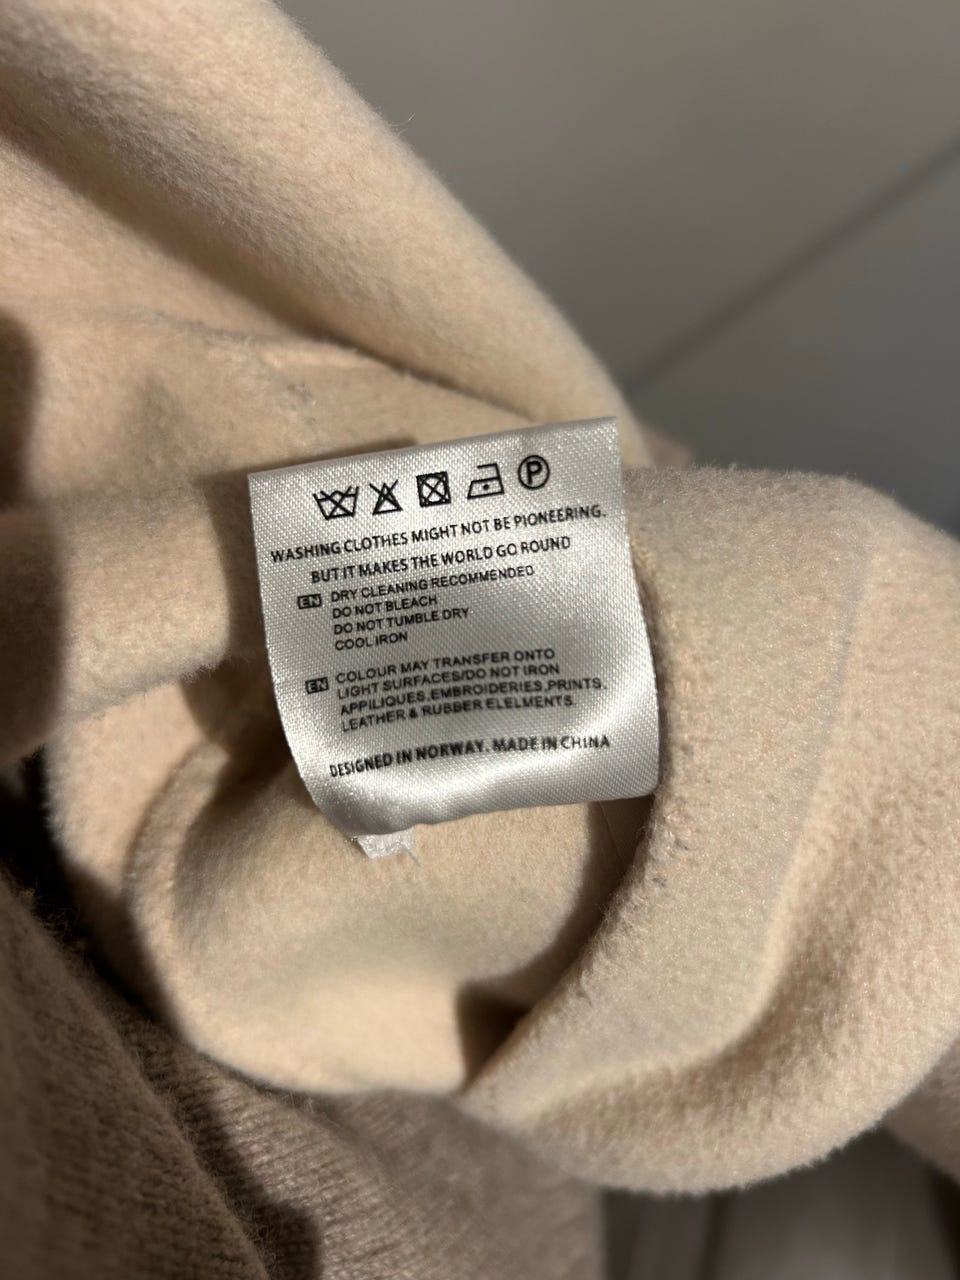 P
WASHING CLOTHES MIGHT NOT BE PIONEERING.
BUT IT MAKES THE WORLD GO ROUND
EN DRY CLEANING RECOMMENDED
DO NOT BLEACH
DO NOT TUMBLE DRY
COOL IRON
EN COLOUR MAY TRANSFER ONTO
LIGHT SURFACES/DO NOT IRON
APPILIQUES,EMBROIDERIES,PRINTS,
LEATHER & RUBBER ELELMENTS.
DESIGNED IN NORWAY. MADE IN CHINA